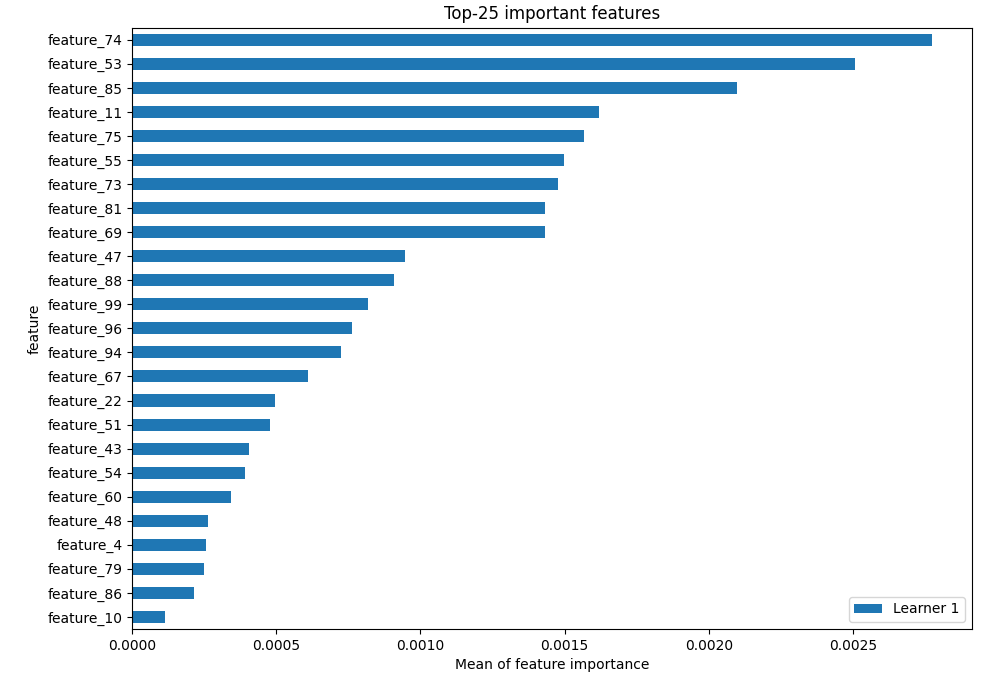 Top-25 important features
feature_74
feature_53
feature_85
feature_11
feature_75
feature_55
feature_73
feature_81
feature_69
feature_47
feature_88
feature_99
feature_96
feature_94
feature_67
feature_22
feature_51
feature_43
feature_54
feature_60
feature_48
feature_4
feature_79
feature_86
feature_10
feature
Learner 1
0.0000 0.0005 0.0010 0.0015 0.0020 0.0025
Mean of feature importance